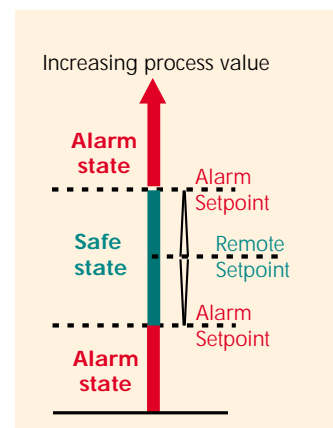 Increasing process value
Alarm
state
Alarm
Setpoint
Safe
state
Remote
Setpoint
Alarm
Setpoint
Alarm
state